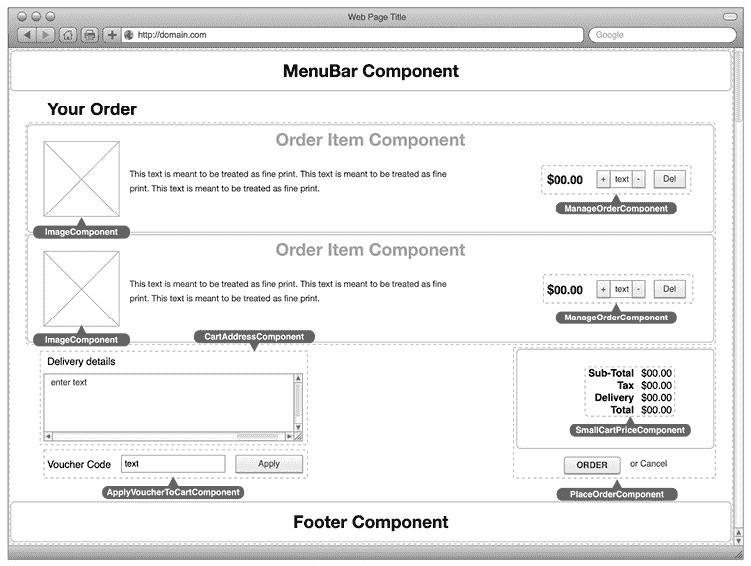 Web Page Title
http://domain.com
Google
MenuBar Component
Your Order
Order Item Component
This text is meant to be treated as fine print. This text is meant to be treated as fine
print. This text is meant to be treated as fine print.
$00.00 + text - Del
ManageOrderComponent
ImageComponent
Order Item Component
This text is meant to be treated as fine print. This text is meant to be treated as fine
print. This text is meant to be treated as fine print.
$00.00 + text - Del
ManageOrderComponent
ImageComponent
CartAddressComponent
Delivery details
enter text
Voucher Code text Apply
ApplyVoucherToCartComponent
Sub-Total $00.00
Tax $00.00
Delivery $00.00
Total $00.00
SmallCartPriceComponent
ORDER or Cancel
PlaceOrderComponent
Footer Component